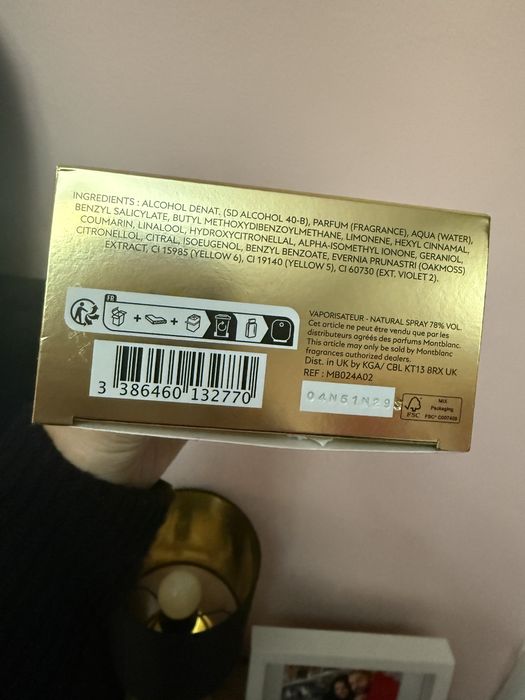 INGREDIENTS : ALCOHOL DENAT. (SD ALCOHOL 40-B), PARFUM (FRAGRANCE), AQUA (WATER),
BENZYL SALICYLATE, BUTYL METHOXYDIBENZOYLMETHANE, LIMONENE, HEXYL CINNAMAL,
COUMARIN, LINALOOL, HYDROXYCITRONELLAL, ALPHA-ISOMETHYL IONONE, GERANIOL,
CITRONELLOL, CITRAL, ISOEUGENOL, BENZYL BENZOATE, EVERNIA PRUNASTRI (OAKMOSS)
EXTRACT, CI 15985 (YELLOW 6), CI 19140 (YELLOW 5), CI 60730 (EXT. VIOLET 2).
FR
VAPORISATEUR - NATURAL SPRAY 78% VOL.
Cet article ne peut être vendu que par les
distributeurs agréés des parfums Montblanc.
This article may only be sold by Montblanc
fragrances authorized dealers.
Dist. in UK by KGA/ CBL KT13 8RX UK
REF : MB024A02
3 386460 132770
04N51N29S
FSC
MIX
Packaging
FSC® C007405